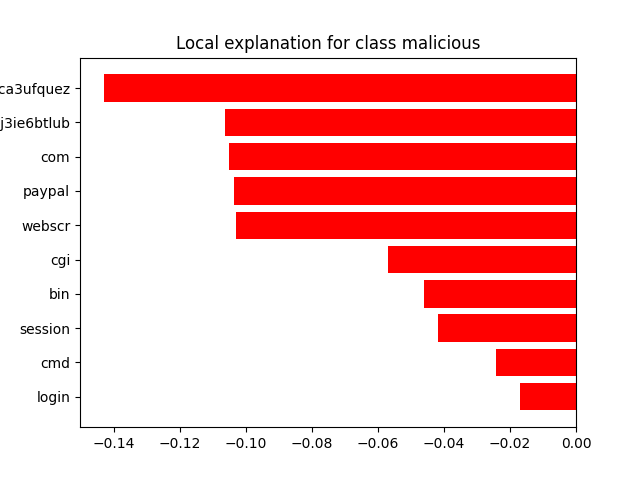 Local explanation for class malicious
ca3ufquez
j3ie6btlub
com
paypal
webscr
cgi
bin
session
cmd
login
−0.14 −0.12 −0.10 −0.08 −0.06 −0.04 −0.02 0.00